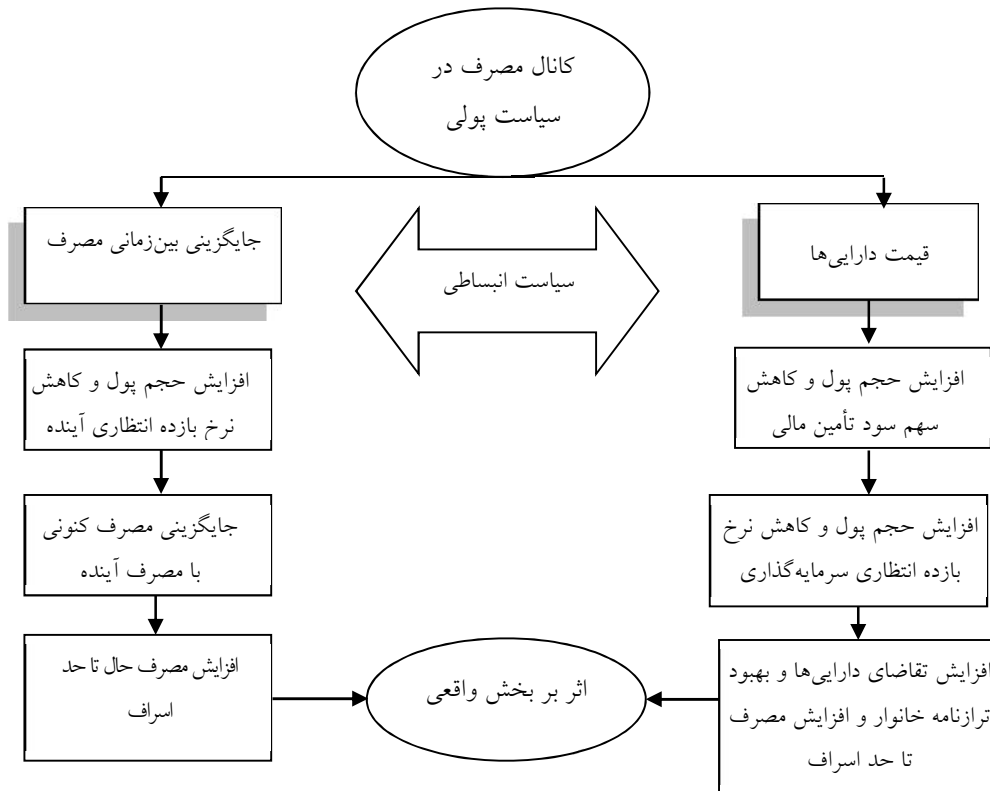 کانال مصرف در
سیاست پولی
قیمت دارایی‌ها
سیاست انبساطی
جایگزینی بین‌زمانی مصرف
افزایش حجم پول و کاهش
سهم سود تأمین مالی
افزایش حجم پول و کاهش نرخ
بازده انتظاری سرمایه‌گذاری
افزایش تقاضای دارایی‌ها و بهبود
ترازنامه خانوار و افزایش مصرف
تا حد اسراف
افزایش حجم پول و کاهش
نرخ بازده انتظاری آینده
جایگزینی مصرف کنونی
با مصرف آینده
افزایش مصرف حال تا حد
اسراف
اثر بر بخش واقعی